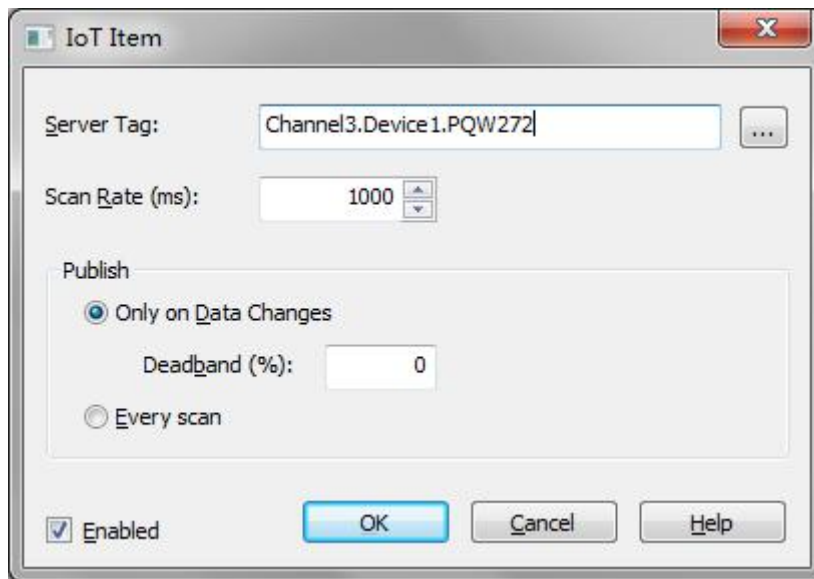 IoT Item
Server Tag: Channel3.Device1.PQW272 ...
Scan Rate (ms): 1000
Publish
Only on Data Changes
Deadband (%): 0
Every scan
Enabled OK Cancel Help